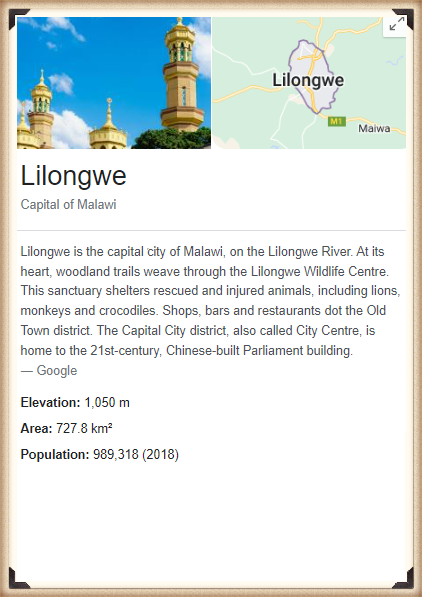 Lilongwe
M1
Maiwa
Lilongwe
Capital of Malawi
Lilongwe is the capital city of Malawi, on the Lilongwe River. At its
heart, woodland trails weave through the Lilongwe Wildlife Centre.
This sanctuary shelters rescued and injured animals, including lions,
monkeys and crocodiles. Shops, bars and restaurants dot the Old
Town district. The Capital City district, also called City Centre, is
home to the 21st-century, Chinese-built Parliament building.
— Google
Elevation: 1,050 m
Area: 727.8 km²
Population: 989,318 (2018)